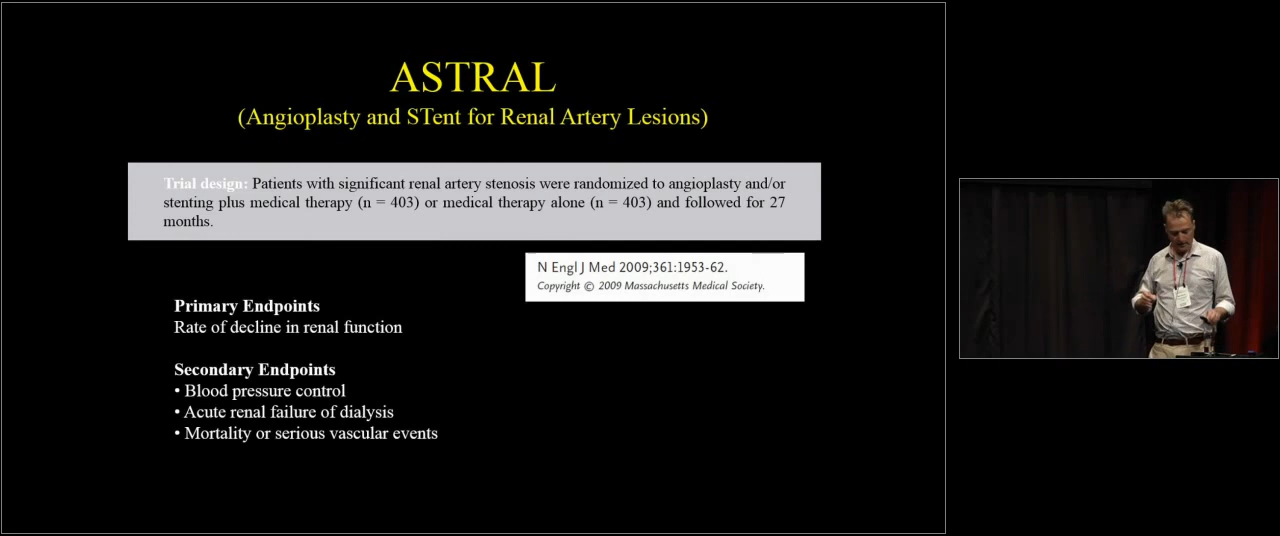 ASTRAL
(Angioplasty and STent for Renal Artery Lesions)
Trial design: Patients with significant renal artery stenosis were randomized to angioplasty and/or
stenting plus medical therapy (n = 403) or medical therapy alone (n = 403) and followed for 27
months.
N Engl J Med 2009;361:1953-62.
Copyright © 2009 Massachusetts Medical Society.
Primary Endpoints
Rate of decline in renal function
Secondary Endpoints
• Blood pressure control
• Acute renal failure of dialysis
• Mortality or serious vascular events